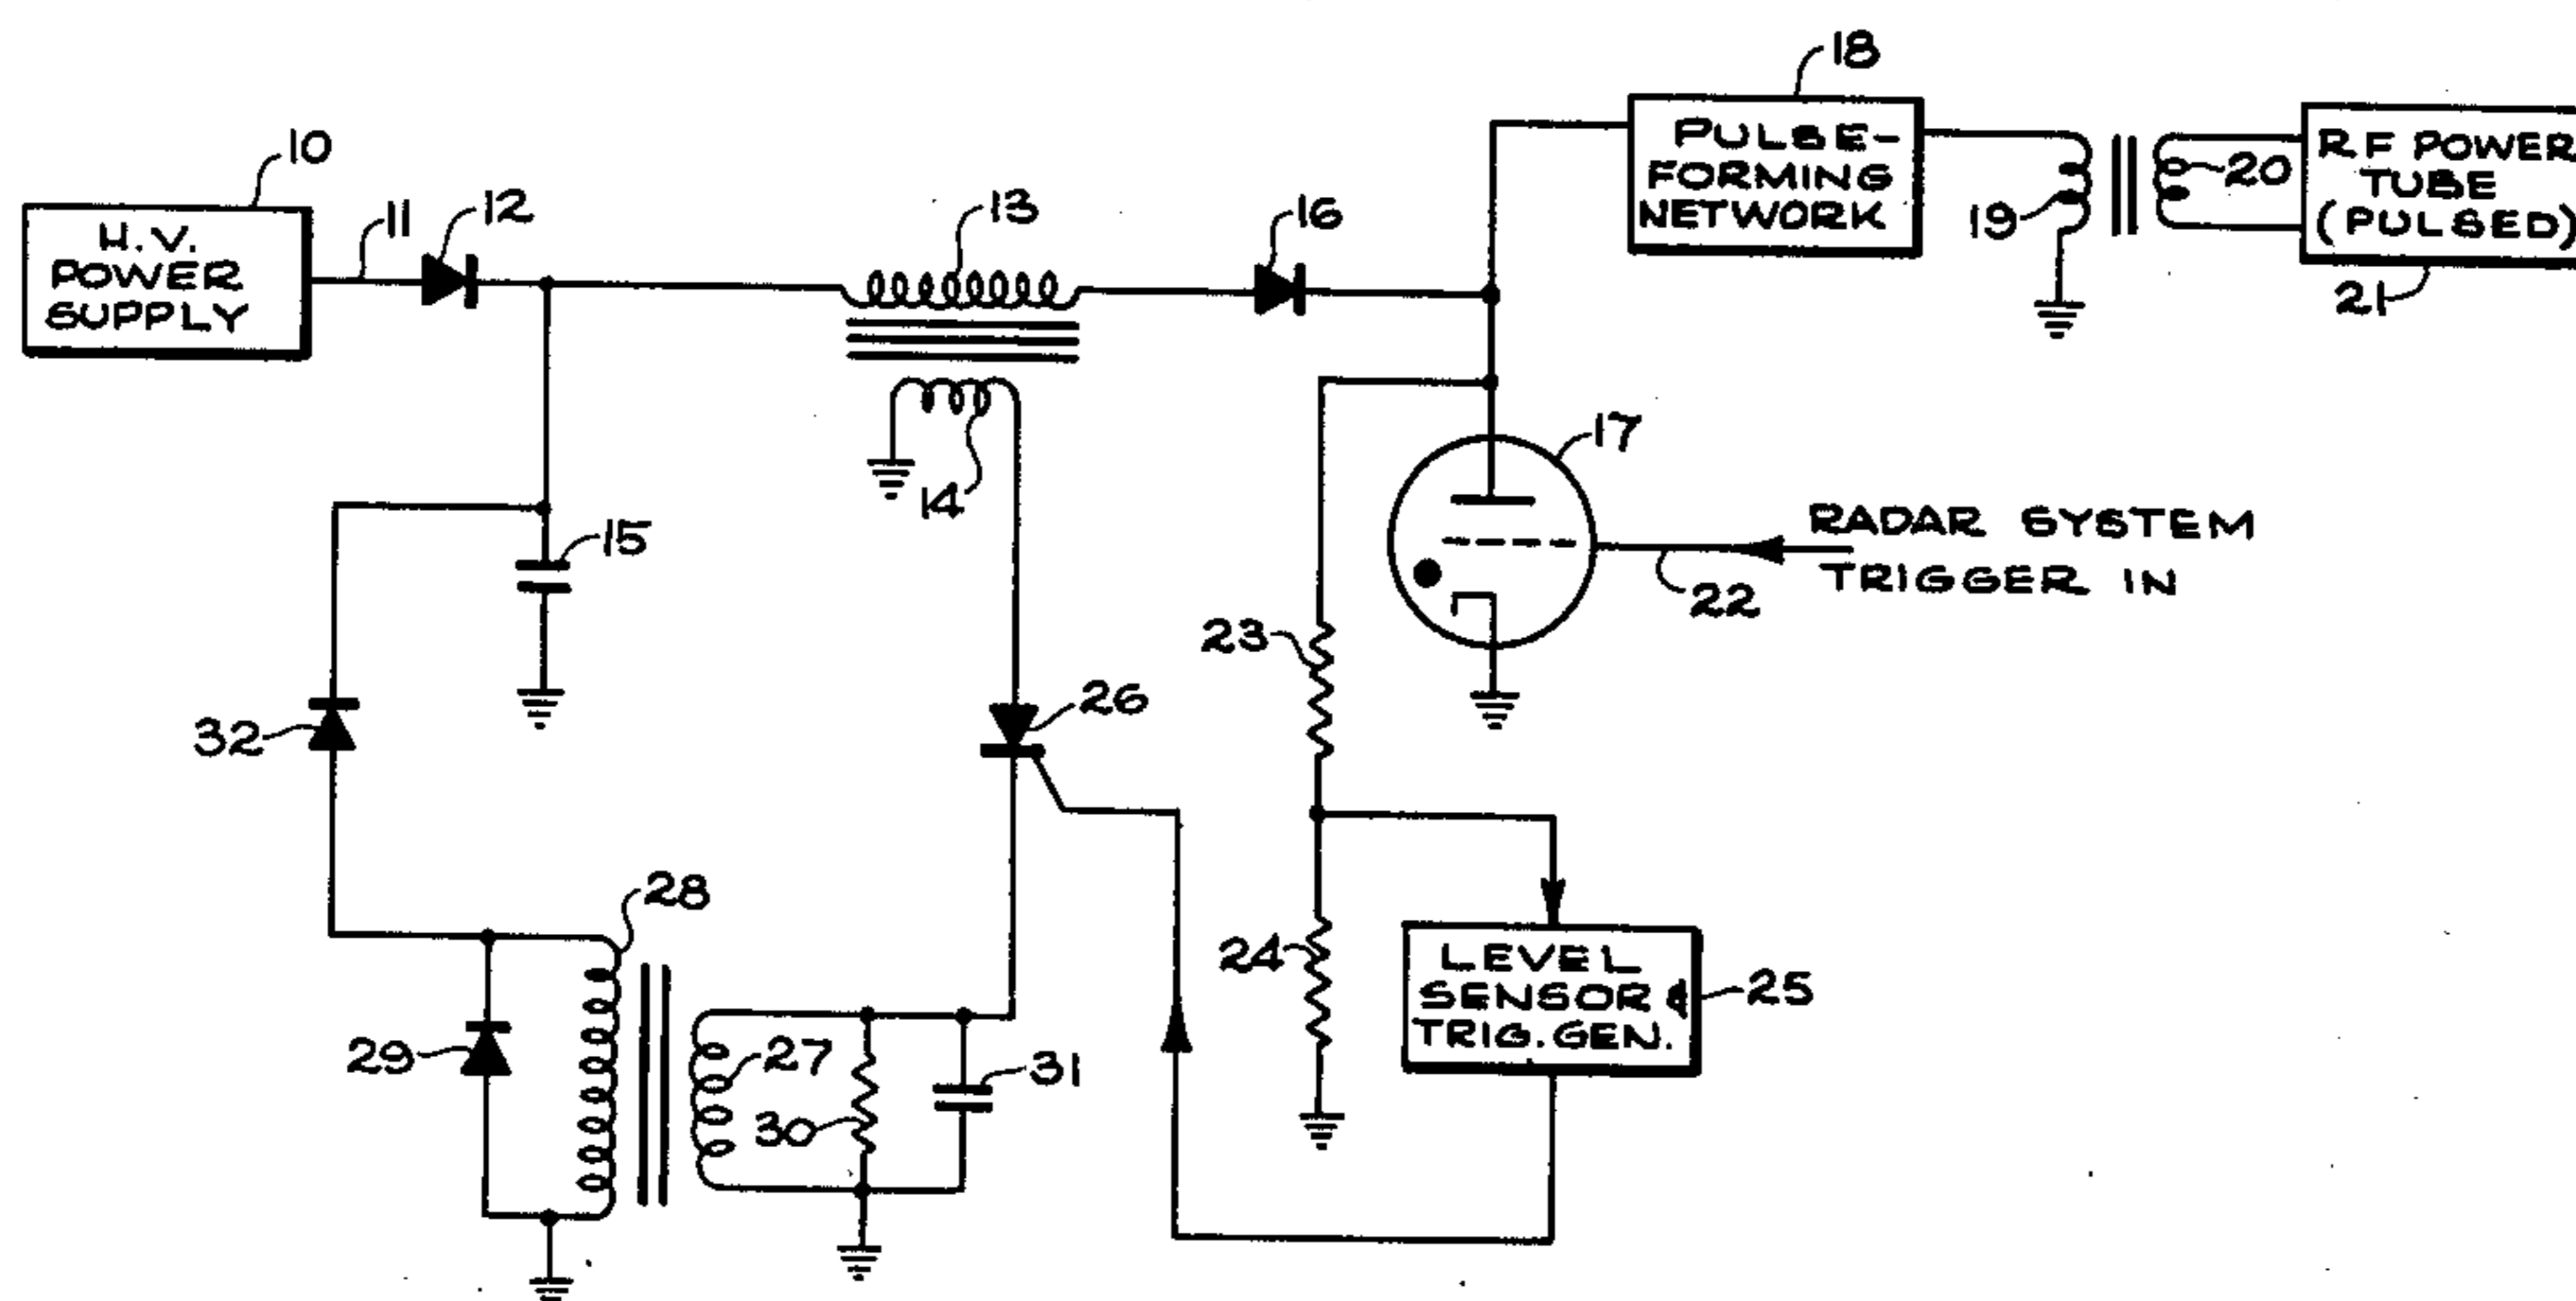 10
H.V.
POWER
SUPPLY
11
12
13
14
15
16
17
18
PULSE-
FORMING
NETWORK
19
20
RF POWER
TUBE
(PULSED)
21
RADAR SYSTEM
TRIGGER IN
22
23
24
LEVEL
SENSOR &
TRIG. GEN.
25
26
27
28
29
30
31
32